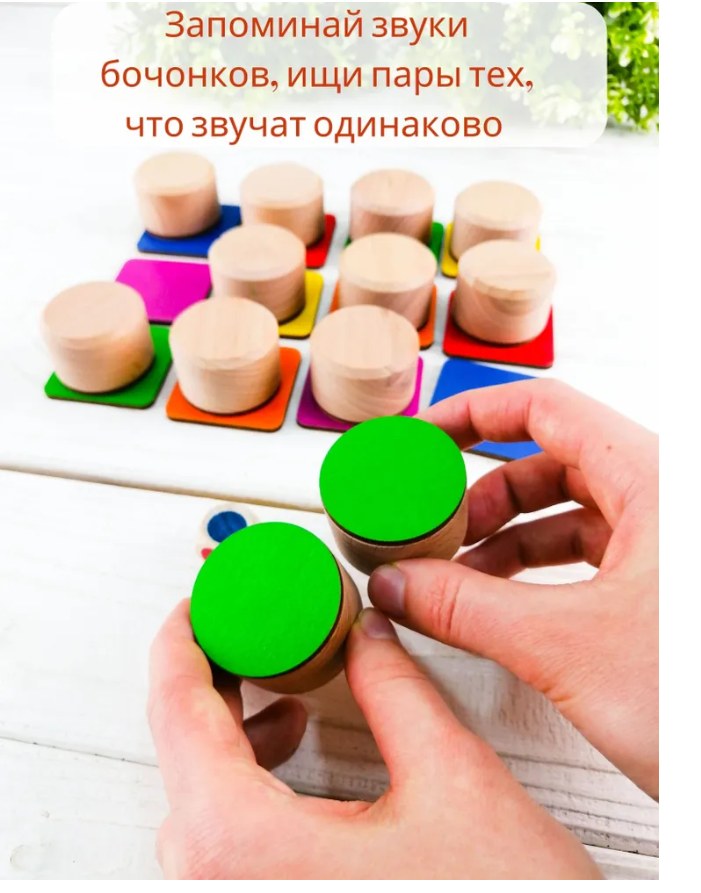 Запоминай звуки
бочонков, ищи пары тех,
что звучат одинаково